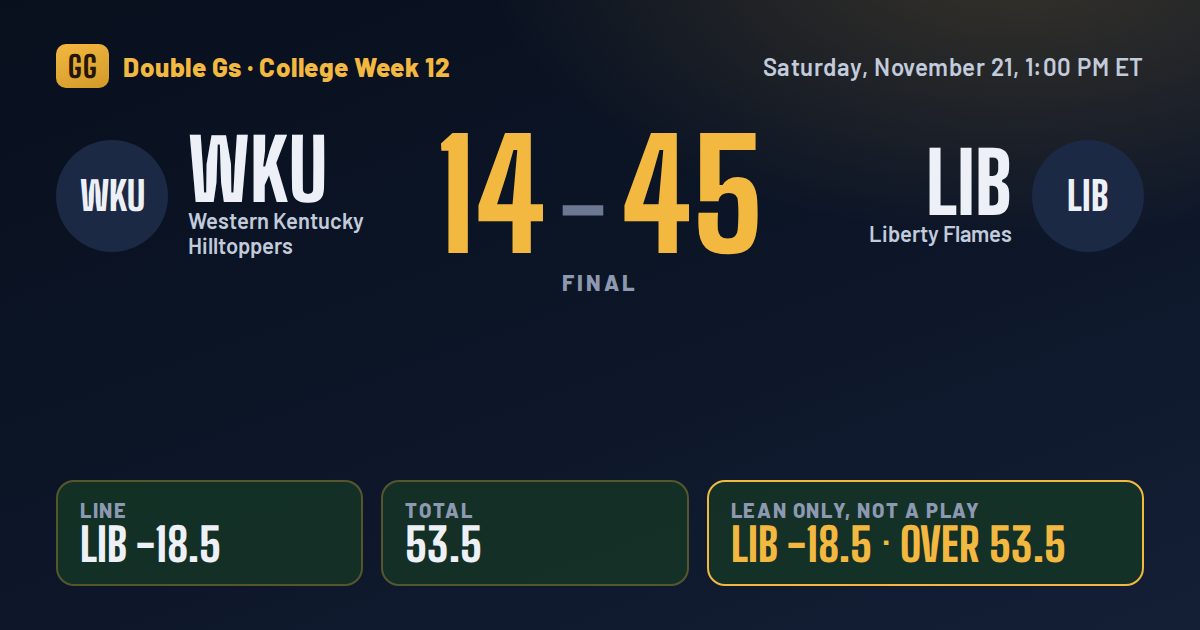 GG
Double Gs · College Week 12
Saturday, November 21, 1:00 PM ET
WKU
WKU
Western Kentucky
Hilltoppers
14 – 45
FINAL
LIB
Liberty Flames
LIB
LINE
LIB −18.5
TOTAL
53.5
LEAN ONLY, NOT A PLAY
LIB −18.5 · OVER 53.5